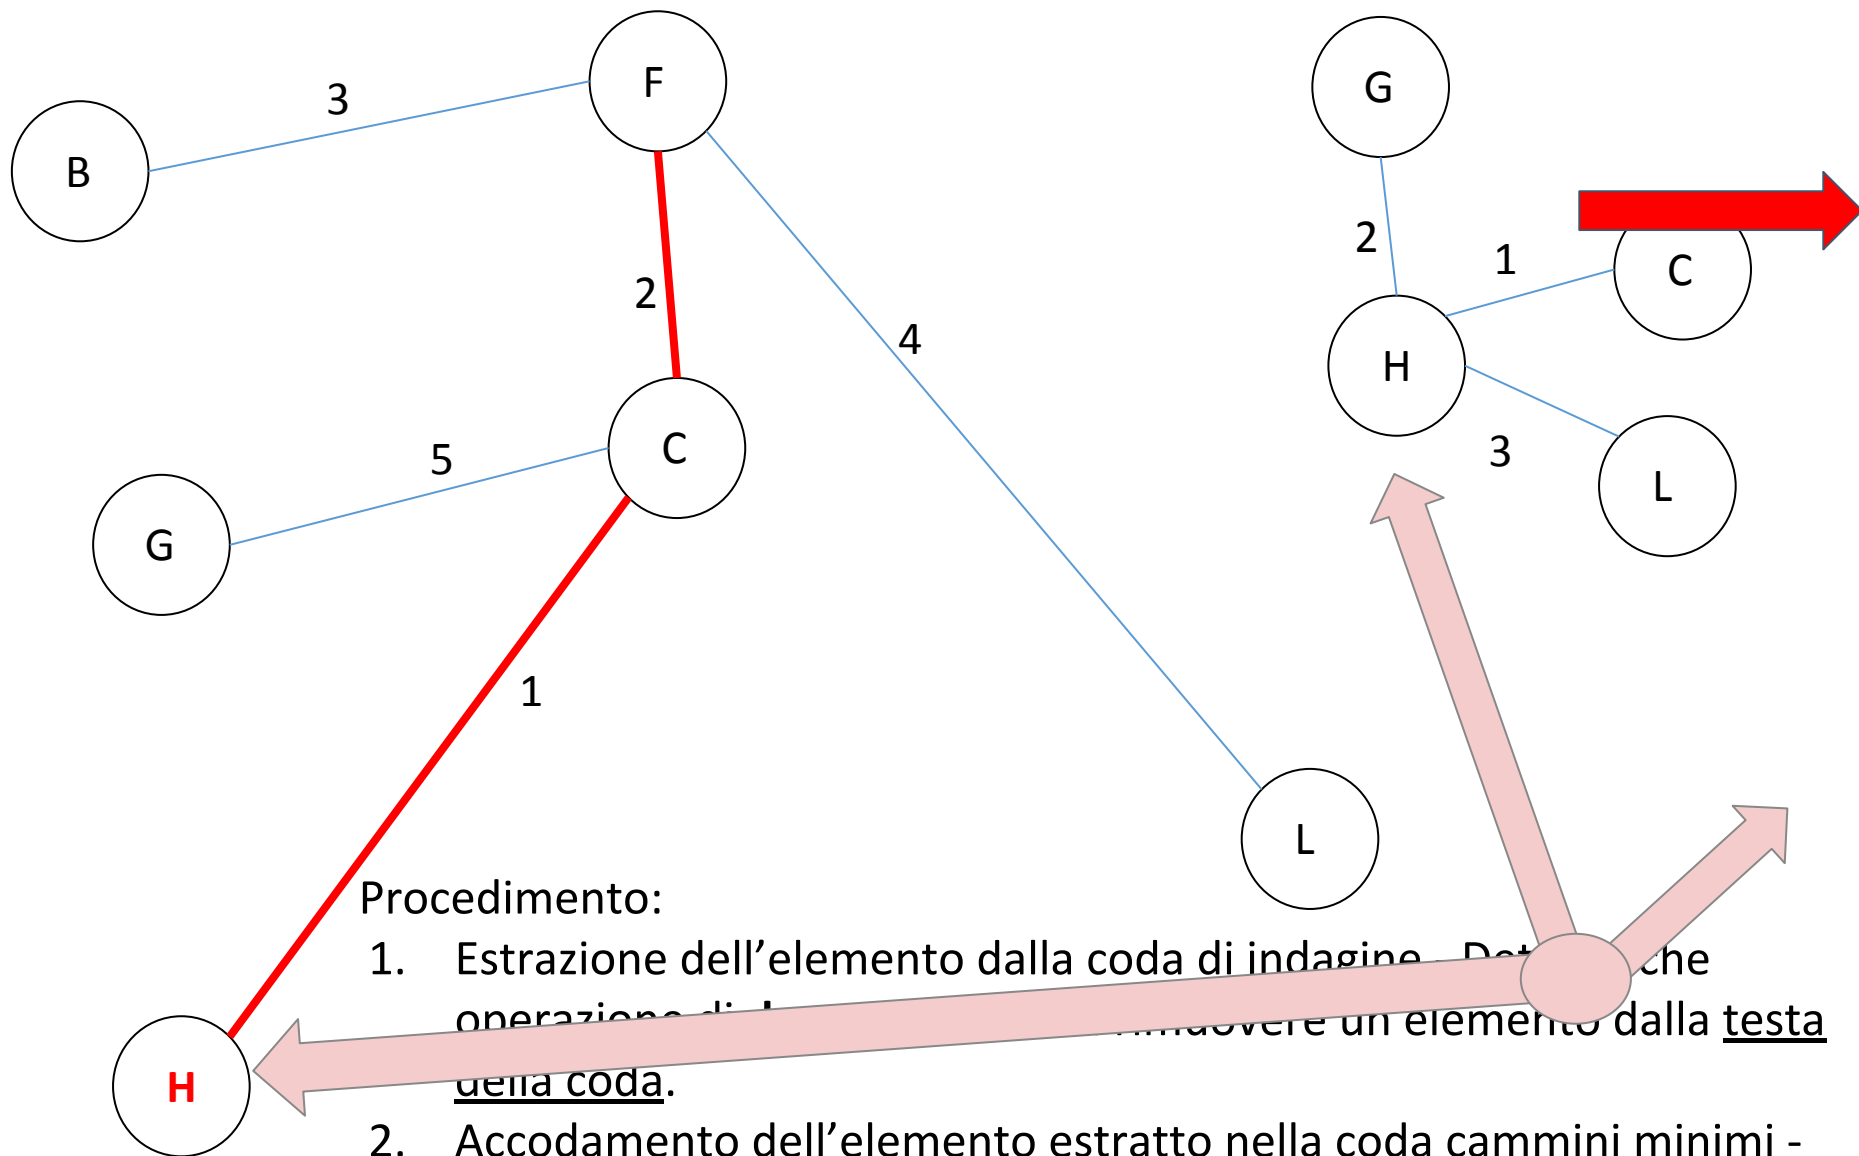 B
3
F
2
4
C
5
G
1
H
L
G
2
1
C
H
3
L
Procedimento:
1. Estrazione dell’elemento dalla coda di indagine - che
operazione di un elemento dalla testa
della coda.
2. Accodamento dell’elemento estratto nella coda cammini minimi -